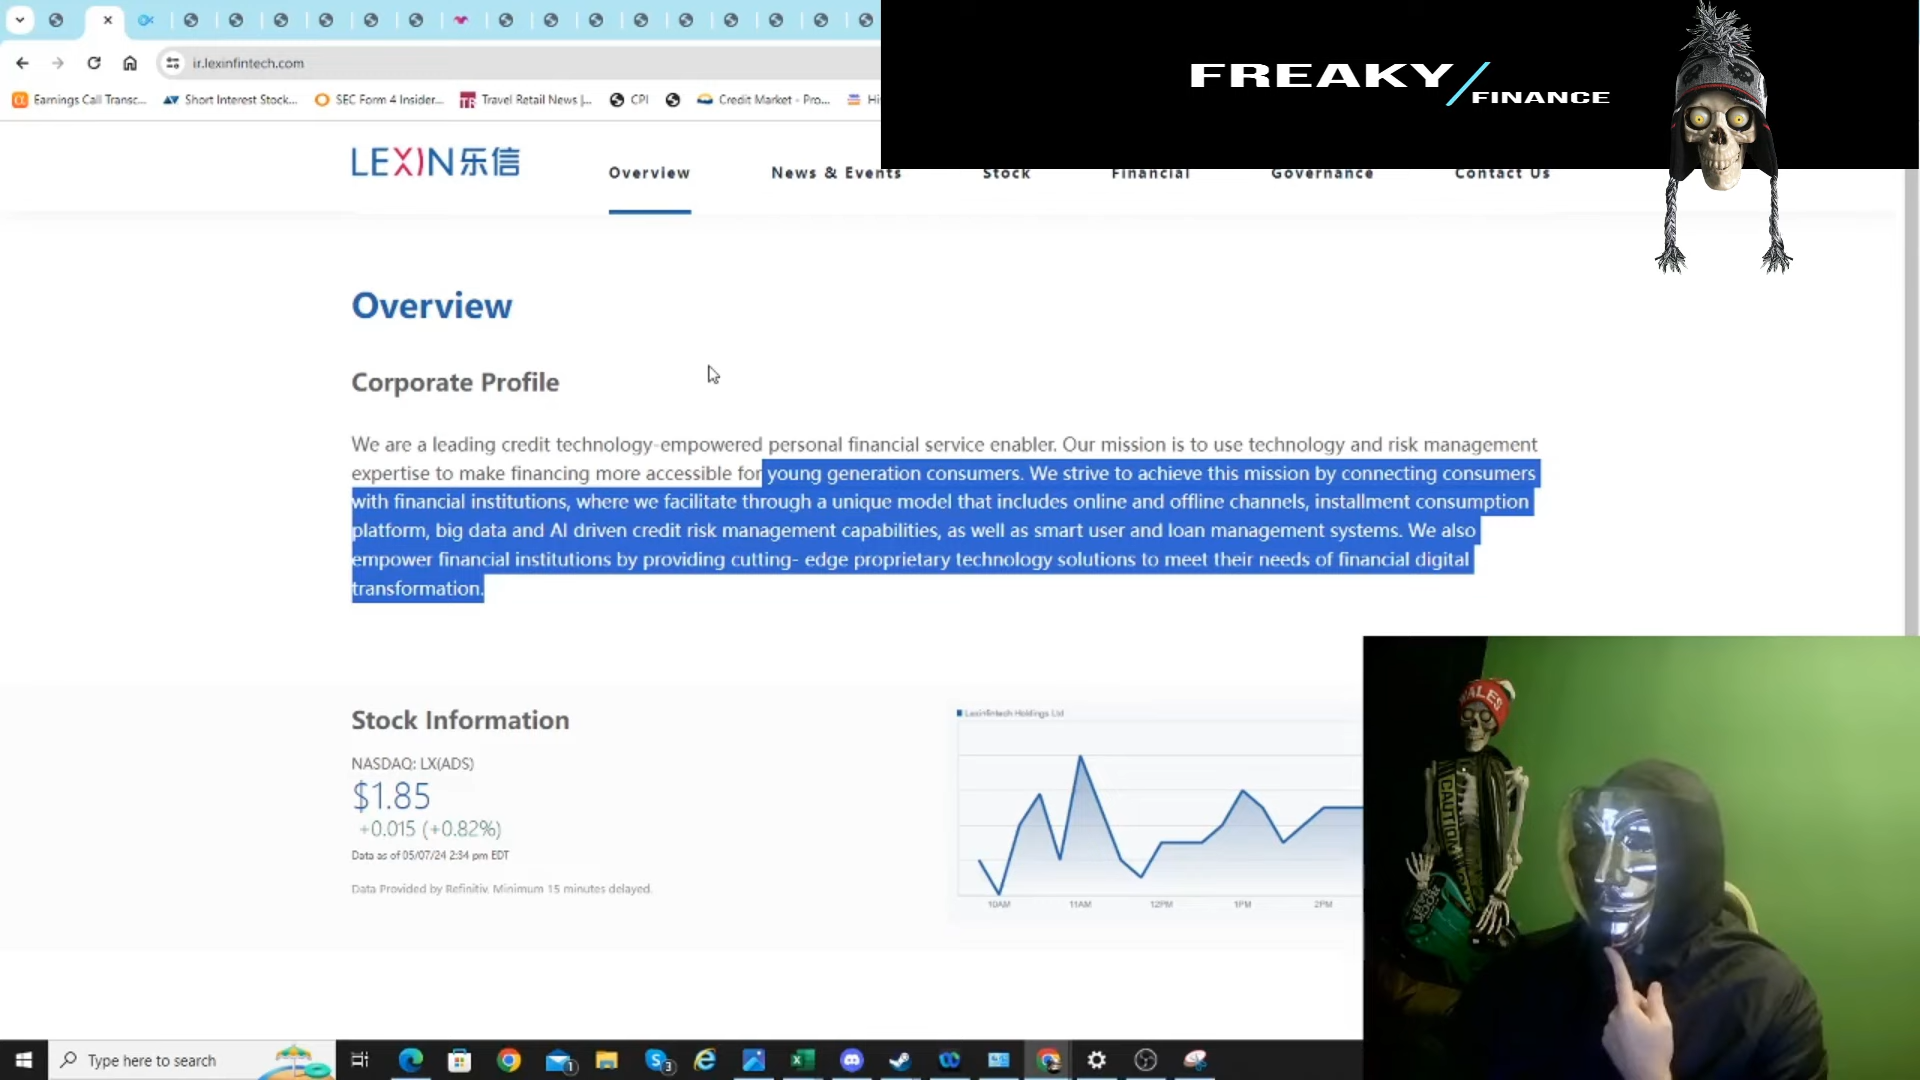 ir.lexinfintech.com
Earnings Call Transc...
Short Interest Stock...
SEC Form 4 Insider...
Travel Retail News |...
CPI
Credit Market - Pro...
Hi
FREAKY/FINANCE
LEXIN乐信
Overview
News & Events
Stock
Financial
Governance
Contact Us
Overview
Corporate Profile
We are a leading credit technology-empowered personal financial service enabler. Our mission is to use technology and risk management
expertise to make financing more accessible for young generation consumers. We strive to achieve this mission by connecting consumers
with financial institutions, where we facilitate through a unique model that includes online and offline channels, installment consumption
platform, big data and AI driven credit risk management capabilities, as well as smart user and loan management systems. We also
empower financial institutions by providing cutting- edge proprietary technology solutions to meet their needs of financial digital
transformation.
Stock Information
NASDAQ: LX(ADS)
$1.85
+0.015 (+0.82%)
Data as of 05/07/24 2:34 pm EDT
Data Provided by Refinitiv. Minimum 15 minutes delayed.
LexinFintech Holdings Ltd
10AM
11AM
12PM
1PM
2PM
WALES
CAUTION
Type here to search
1
3